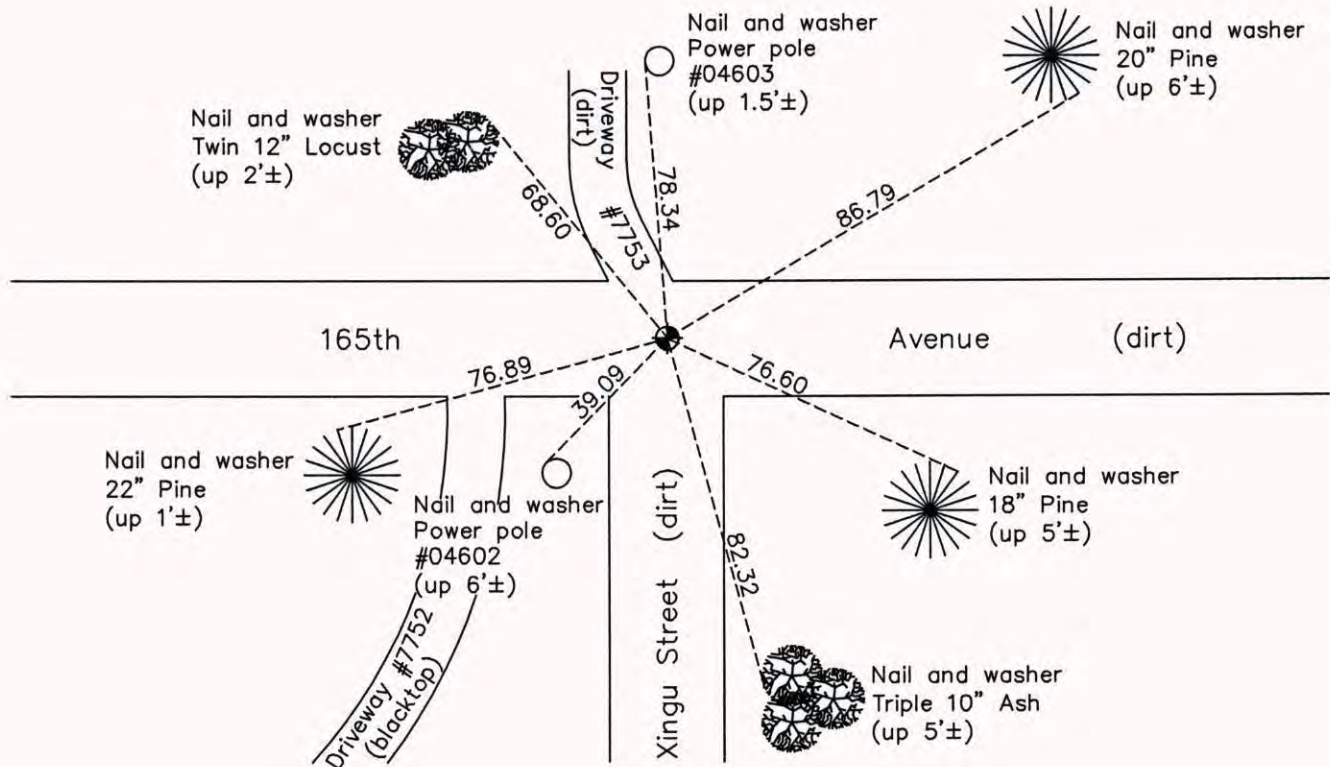 Nail and washer
Power pole
#04603
(up 1.5'±)
Nail and washer
20" Pine
(up 6'±)
Nail and washer
Twin 12" Locust
(up 2'±)
Driveway
(dirt)
#7753
68.60
78.34
86.79
165th Avenue (dirt)
76.89
39.09
76.60
Nail and washer
22" Pine
(up 1'±)
Nail and washer
Power pole
#04602
(up 6'±)
Nail and washer
18" Pine
(up 5'±)
82.32
Xingu Street (dirt)
Driveway #7752
(blacktop)
Nail and washer
Triple 10" Ash
(up 5'±)